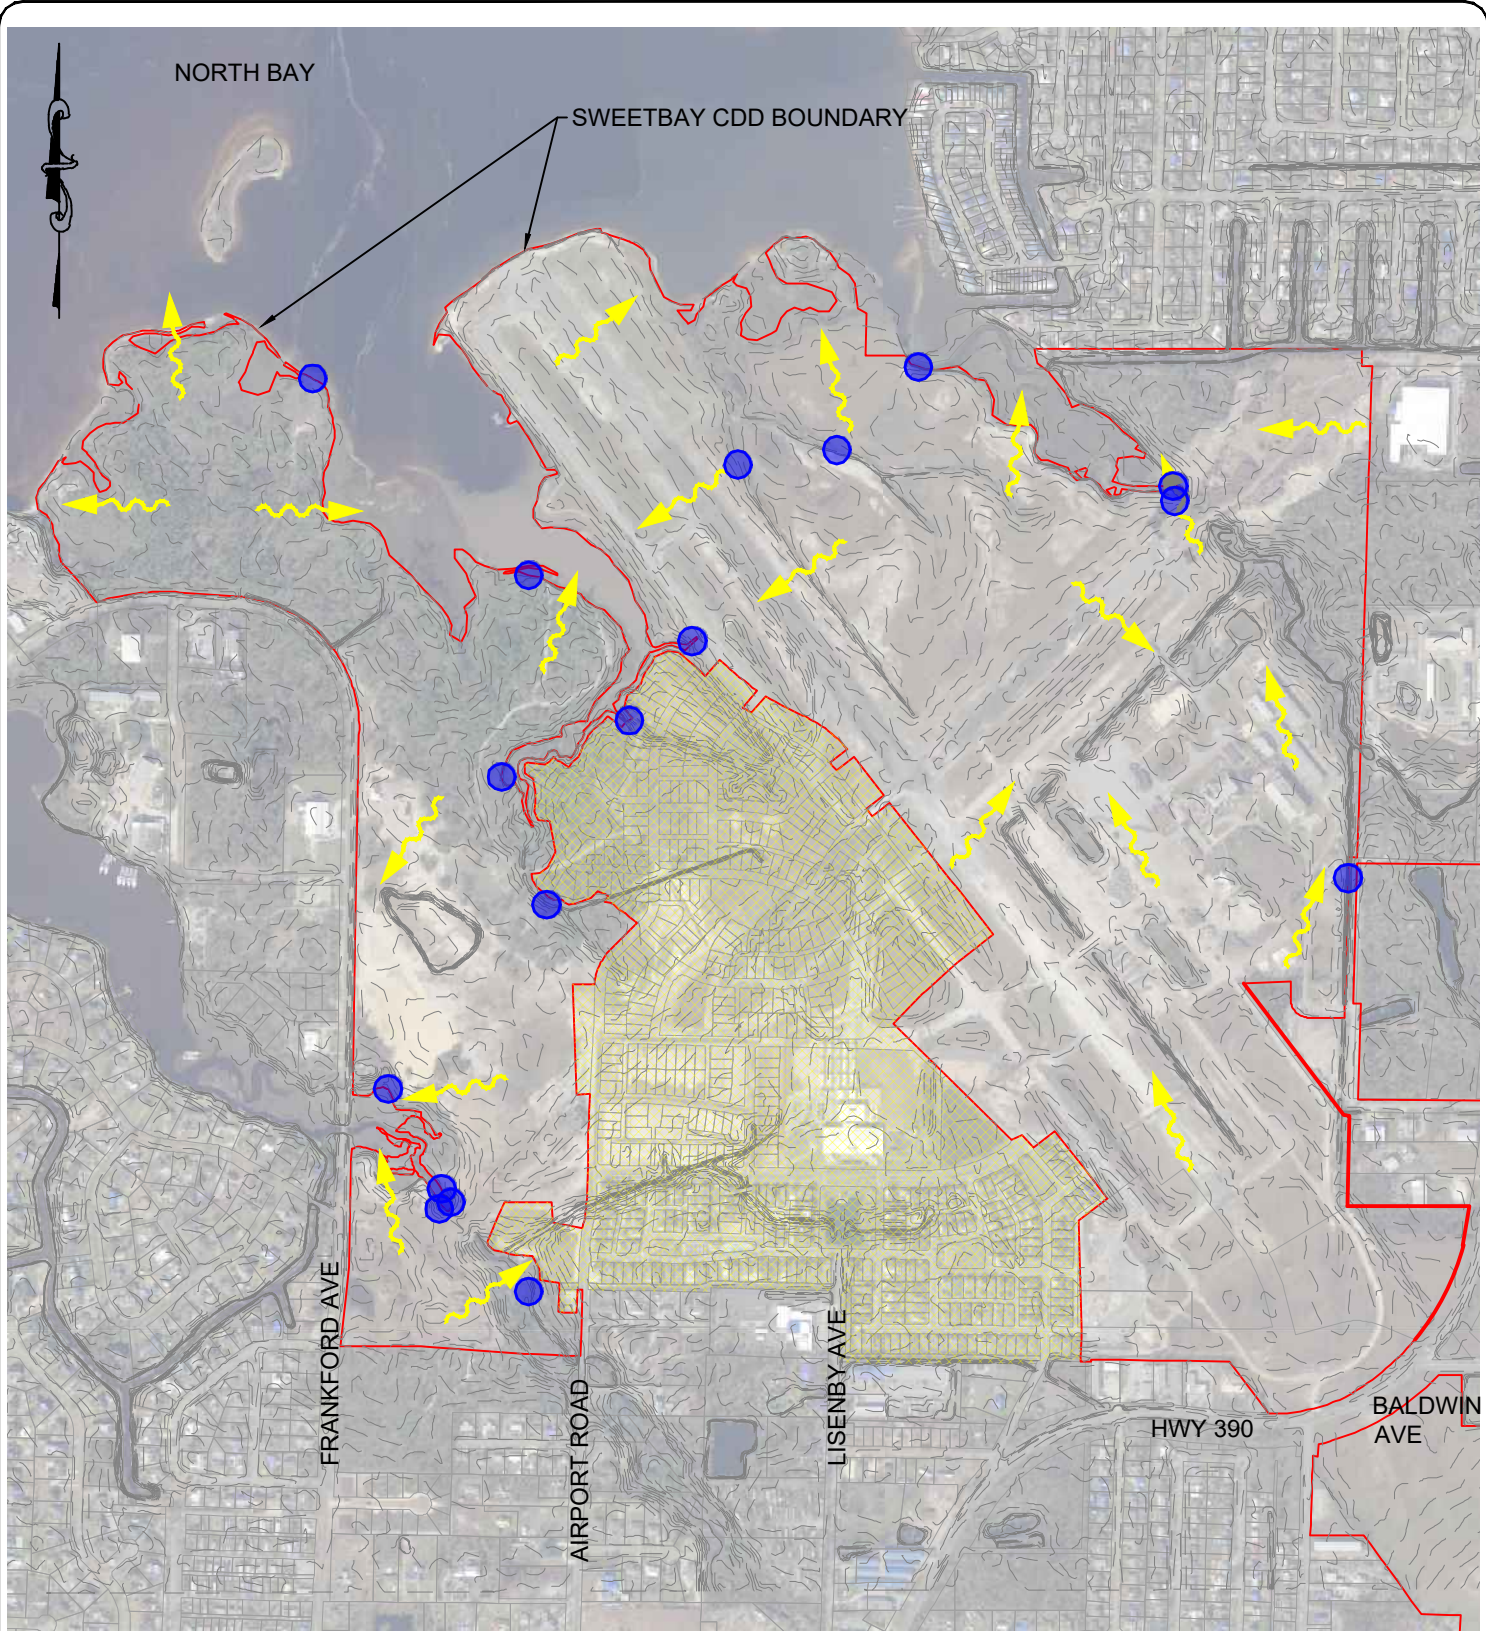 NORTH BAY
SWEETBAY CDD BOUNDARY
FRANKFORD AVE
AIRPORT ROAD
LISENBY AVE
HWY 390
BALDWIN
AVE